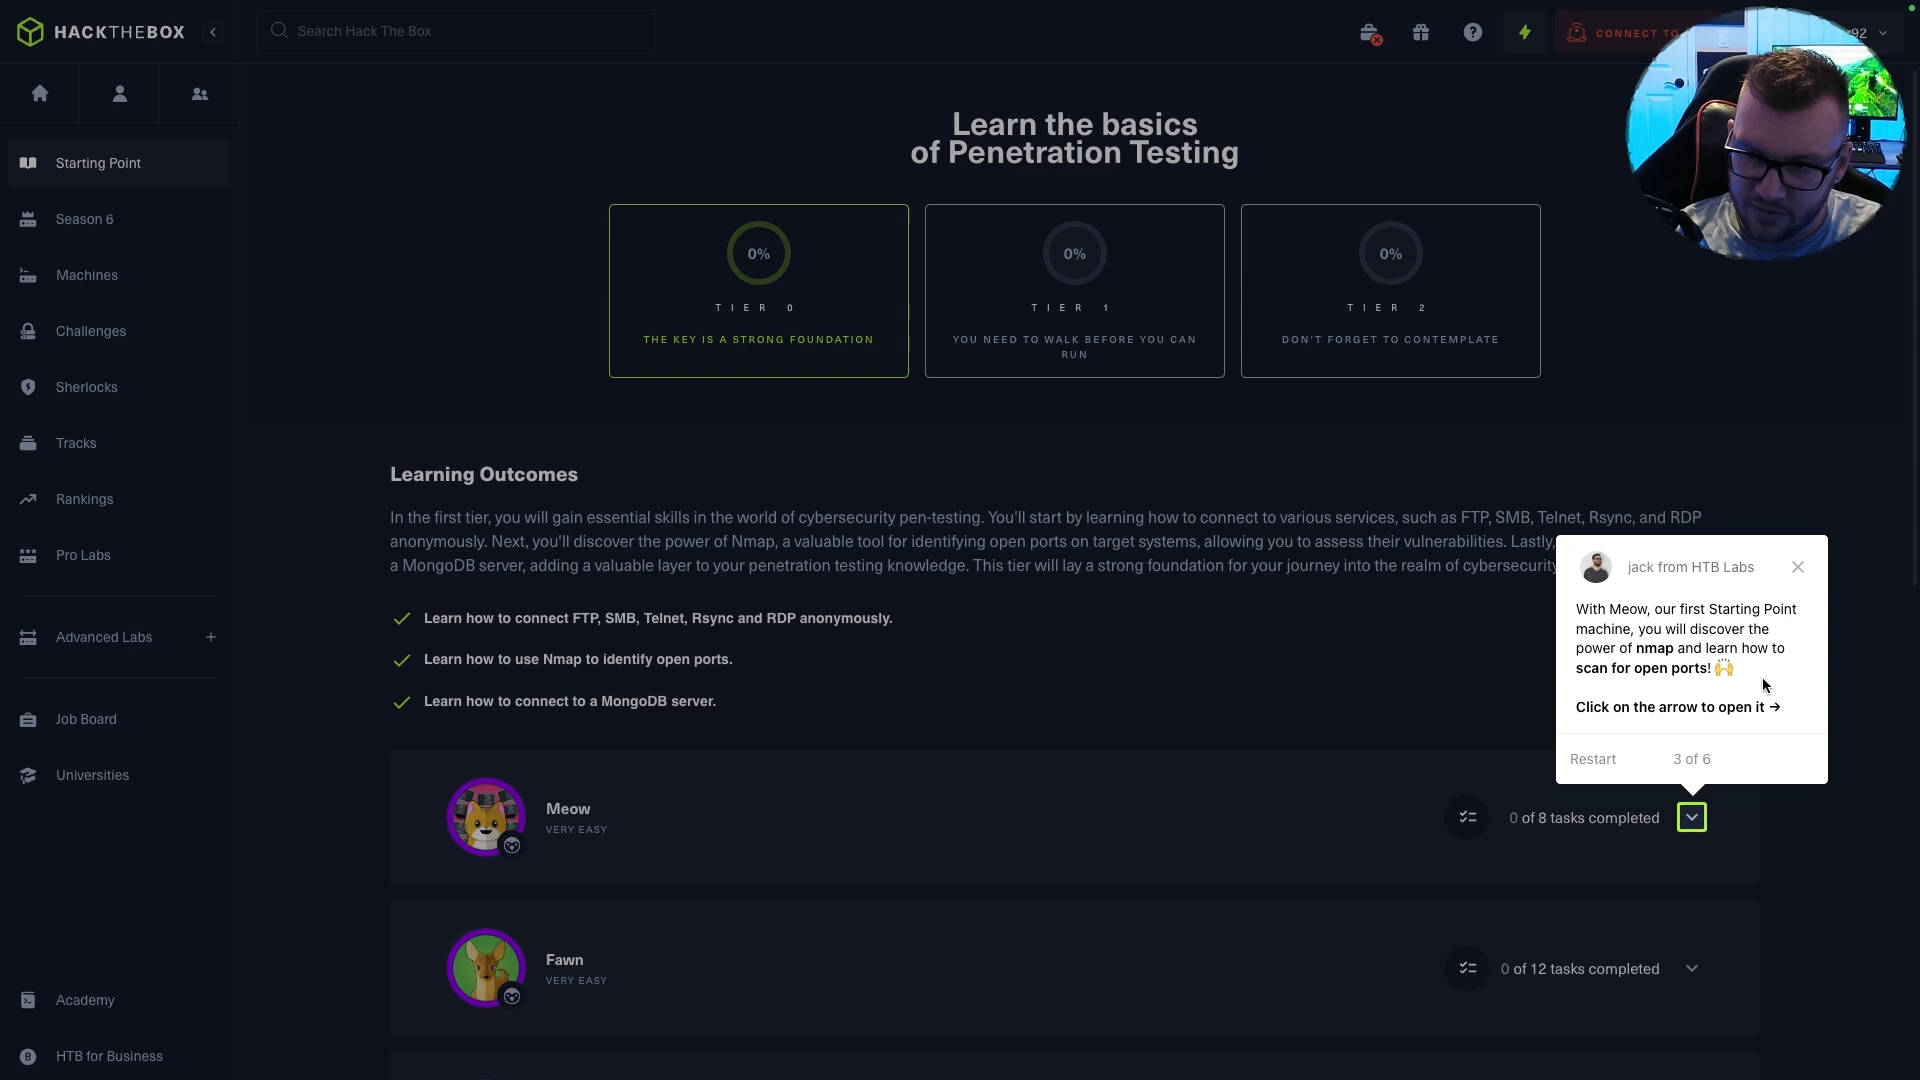 HACKTHEBOX
Search Hack The Box
CONNECT TO
92
Starting Point
Season 6
Machines
Challenges
Sherlocks
Tracks
Rankings
Pro Labs
Advanced Labs +
Job Board
Universities
Academy
HTB for Business
Learn the basics
of Penetration Testing
0%
TIER 0
THE KEY IS A STRONG FOUNDATION
0%
TIER 1
YOU NEED TO WALK BEFORE YOU CAN
RUN
0%
TIER 2
DON'T FORGET TO CONTEMPLATE
Learning Outcomes
In the first tier, you will gain essential skills in the world of cybersecurity pen-testing. You'll start by learning how to connect to various services, such as FTP, SMB, Telnet, Rsync, and RDP
anonymously. Next, you'll discover the power of Nmap, a valuable tool for identifying open ports on target systems, allowing you to assess their vulnerabilities. Lastly,
a MongoDB server, adding a valuable layer to your penetration testing knowledge. This tier will lay a strong foundation for your journey into the realm of cybersecurity
Learn how to connect FTP, SMB, Telnet, Rsync and RDP anonymously.
Learn how to use Nmap to identify open ports.
Learn how to connect to a MongoDB server.
jack from HTB Labs
With Meow, our first Starting Point
machine, you will discover the
power of nmap and learn how to
scan for open ports! 🙌
Click on the arrow to open it →
Restart 3 of 6
Meow
VERY EASY
0 of 8 tasks completed
Fawn
VERY EASY
0 of 12 tasks completed